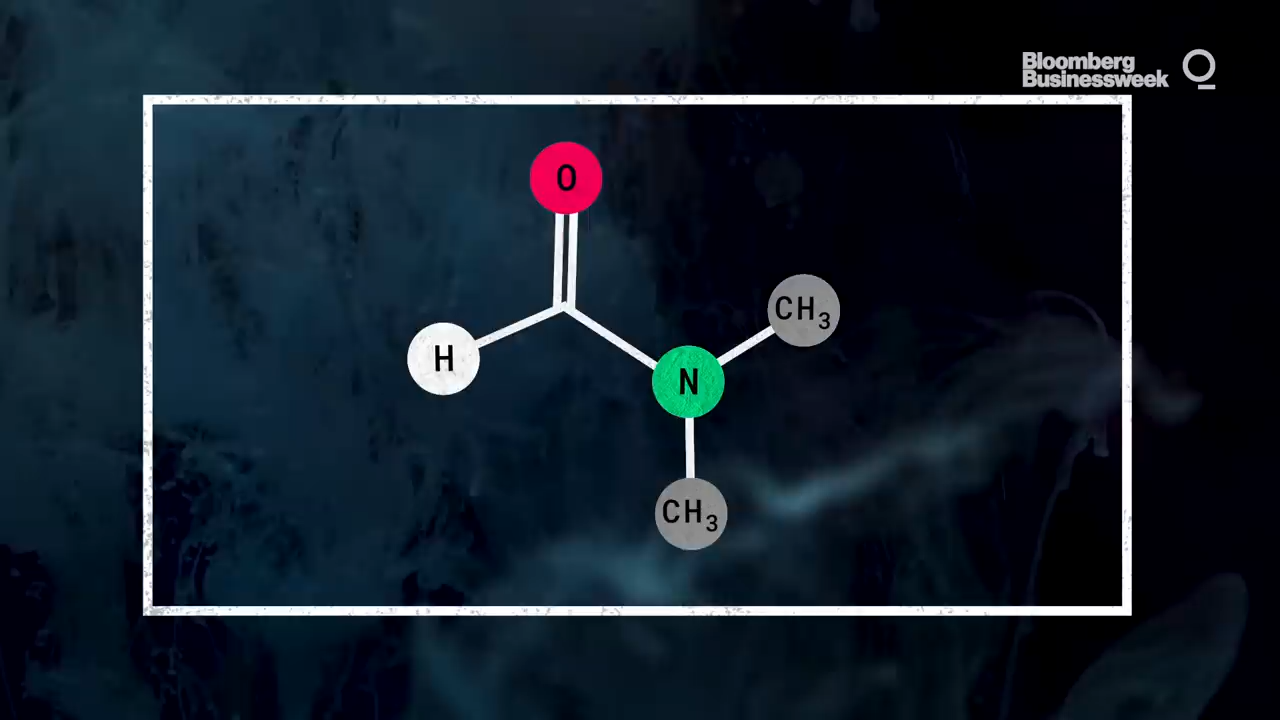 Bloomberg
Businessweek
O
CH₃
H
N
CH₃